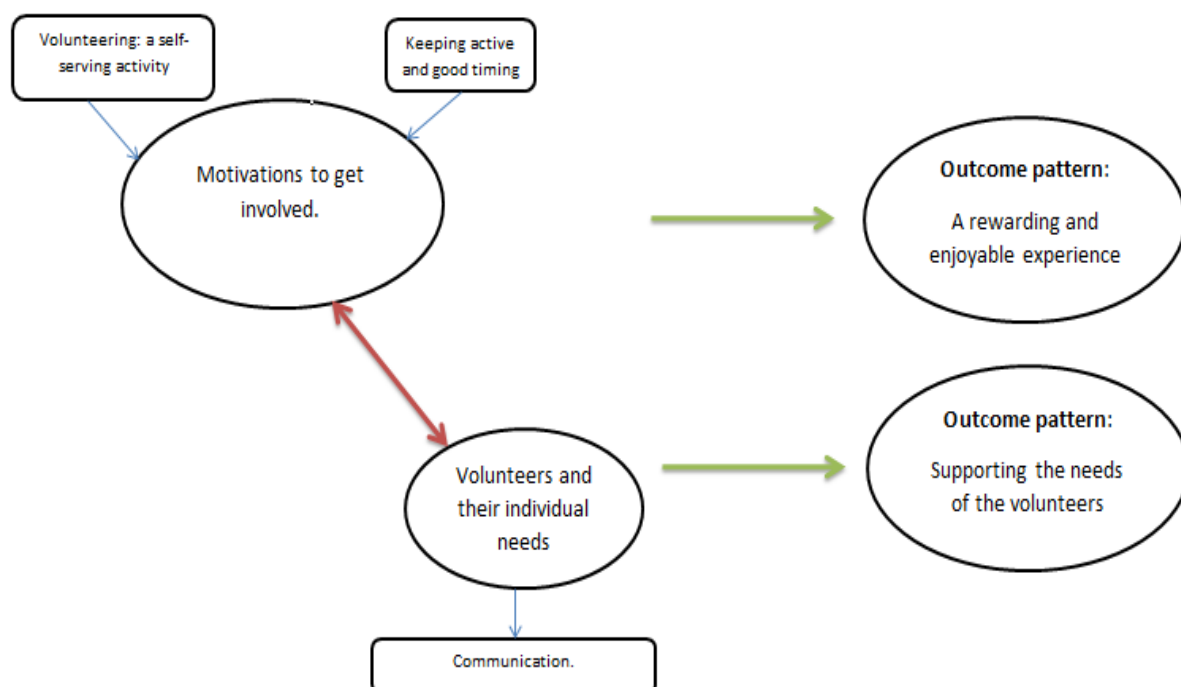 Volunteering: a self-
serving activity
Keeping active
and good timing
Motivations to get
involved.
Outcome pattern:
A rewarding and
enjoyable experience
Outcome pattern:
Supporting the needs
of the volunteers
Volunteers and
their individual
needs
Communication.